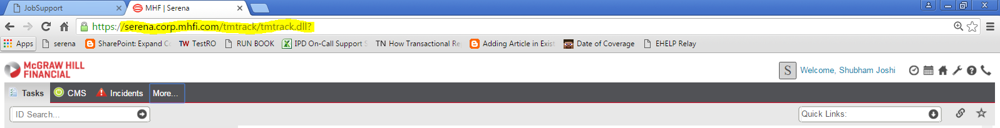 JobSupport
MHF | Serena
https://serena.corp.mhfi.com/tmtrack/tmtrack.dll?
Apps serena SharePoint: Expand Co TW TestRO RUN BOOK IPD On-Call Support S TN How Transactional Re Adding Article in Exist Date of Coverage EHELP Relay
McGRAW HILL
FINANCIAL
S Welcome, Shubham Joshi
Tasks CMS Incidents More...
ID Search... Quick Links: